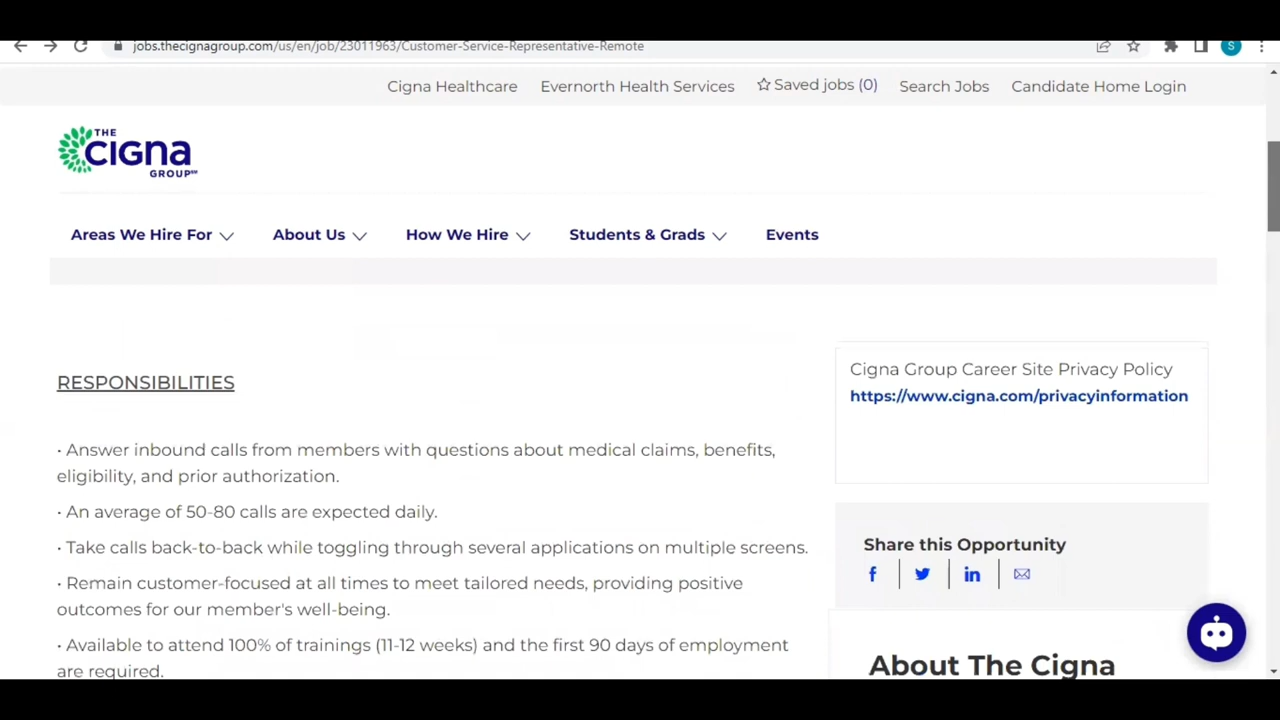 jobs.thecignagroup.com/us/en/job/23011963/Customer-Service-Representative-Remote
S
Cigna Healthcare Evernorth Health Services Saved jobs (0) Search Jobs Candidate Home Login
THE
cigna
GROUP℠
Areas We Hire For About Us How We Hire Students & Grads Events
RESPONSIBILITIES
• Answer inbound calls from members with questions about medical claims, benefits,
eligibility, and prior authorization.
• An average of 50-80 calls are expected daily.
• Take calls back-to-back while toggling through several applications on multiple screens.
• Remain customer-focused at all times to meet tailored needs, providing positive
outcomes for our member's well-being.
• Available to attend 100% of trainings (11-12 weeks) and the first 90 days of employment
are required.
Cigna Group Career Site Privacy Policy
https://www.cigna.com/privacyinformation
Share this Opportunity
f in
About The Cigna